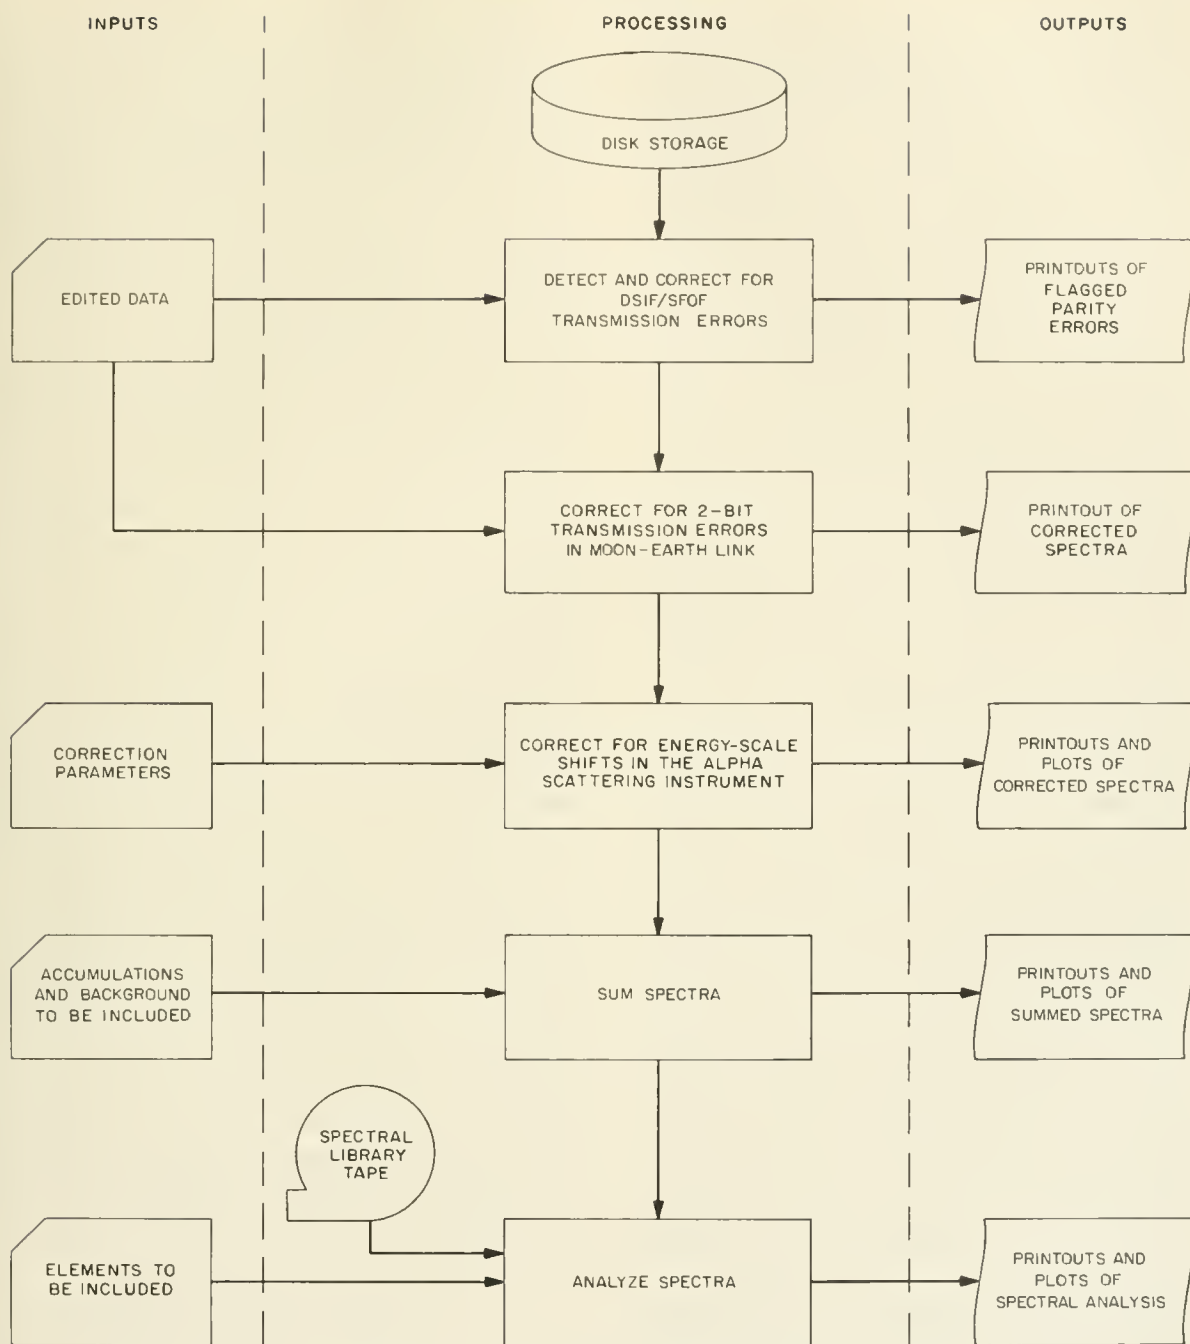 INPUTS
PROCESSING
OUTPUTS
DISK STORAGE
EDITED DATA
DETECT AND CORRECT FOR
DSIF/SFOF
TRANSMISSION ERRORS
PRINTOUTS OF
FLAGGED
PARITY
ERRORS
CORRECT FOR 2-BIT
TRANSMISSION ERRORS
IN MOON-EARTH LINK
PRINTOUT OF
CORRECTED
SPECTRA
CORRECTION
PARAMETERS
CORRECT FOR ENERGY-SCALE
SHIFTS IN THE ALPHA
SCATTERING INSTRUMENT
PRINTOUTS AND
PLOTS OF
CORRECTED SPECTRA
ACCUMULATIONS
AND BACKGROUND
TO BE INCLUDED
SUM SPECTRA
PRINTOUTS AND
PLOTS OF
SUMMED SPECTRA
SPECTRAL
LIBRARY
TAPE
ELEMENTS TO
BE INCLUDED
ANALYZE SPECTRA
PRINTOUTS AND
PLOTS OF
SPECTRAL ANALYSIS